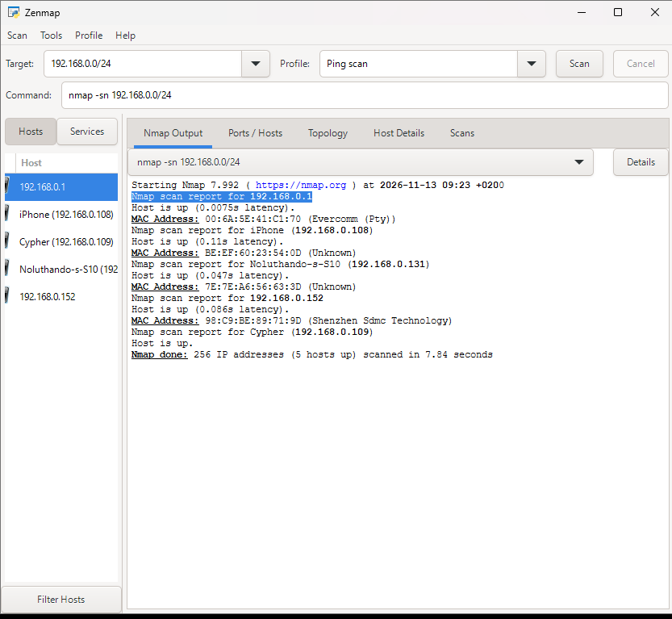 Zenmap
Scan Tools Profile Help
Target: 192.168.0.0/24 Profile: Ping scan Scan Cancel
Command: nmap -sn 192.168.0.0/24
Hosts Services
Nmap Output Ports / Hosts Topology Host Details Scans
Host
192.168.0.1
iPhone (192.168.0.108)
Cypher (192.168.0.109)
Noluthando-s-S10 (192
192.168.0.152
Filter Hosts
nmap -sn 192.168.0.0/24 Details
Starting Nmap 7.992 ( https://nmap.org ) at 2026-11-13 09:23 +0200
Nmap scan report for 192.168.0.1
Host is up (0.0075s latency).
MAC Address: 00:6A:5E:41:C1:70 (Evercomm (Pty))
Nmap scan report for iPhone (192.168.0.108)
Host is up (0.11s latency).
MAC Address: BE:EF:60:23:54:0D (Unknown)
Nmap scan report for Noluthando-s-S10 (192.168.0.131)
Host is up (0.047s latency).
MAC Address: 7E:7E:A6:56:63:3D (Unknown)
Nmap scan report for 192.168.0.152
Host is up (0.086s latency).
MAC Address: 98:C9:BE:89:71:9D (Shenzhen Sdmc Technology)
Nmap scan report for Cypher (192.168.0.109)
Host is up.
Nmap done: 256 IP addresses (5 hosts up) scanned in 7.84 seconds